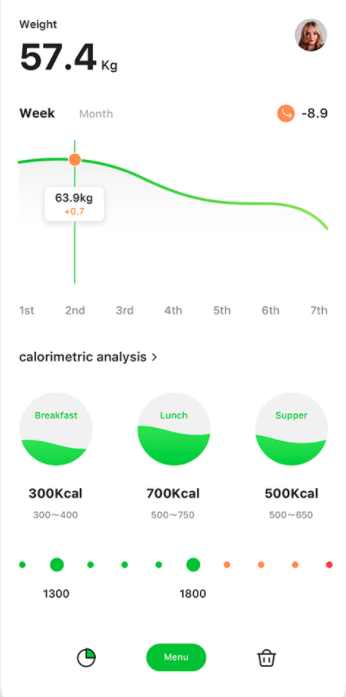 Weight
57.4 Kg
Week Month -8.9
63.9kg
+0.7
1st 2nd 3rd 4th 5th 6th 7th
calorimetric analysis >
Breakfast Lunch Supper
300Kcal 700Kcal 500Kcal
300~400 500~750 500~650
1300 1800
Menu